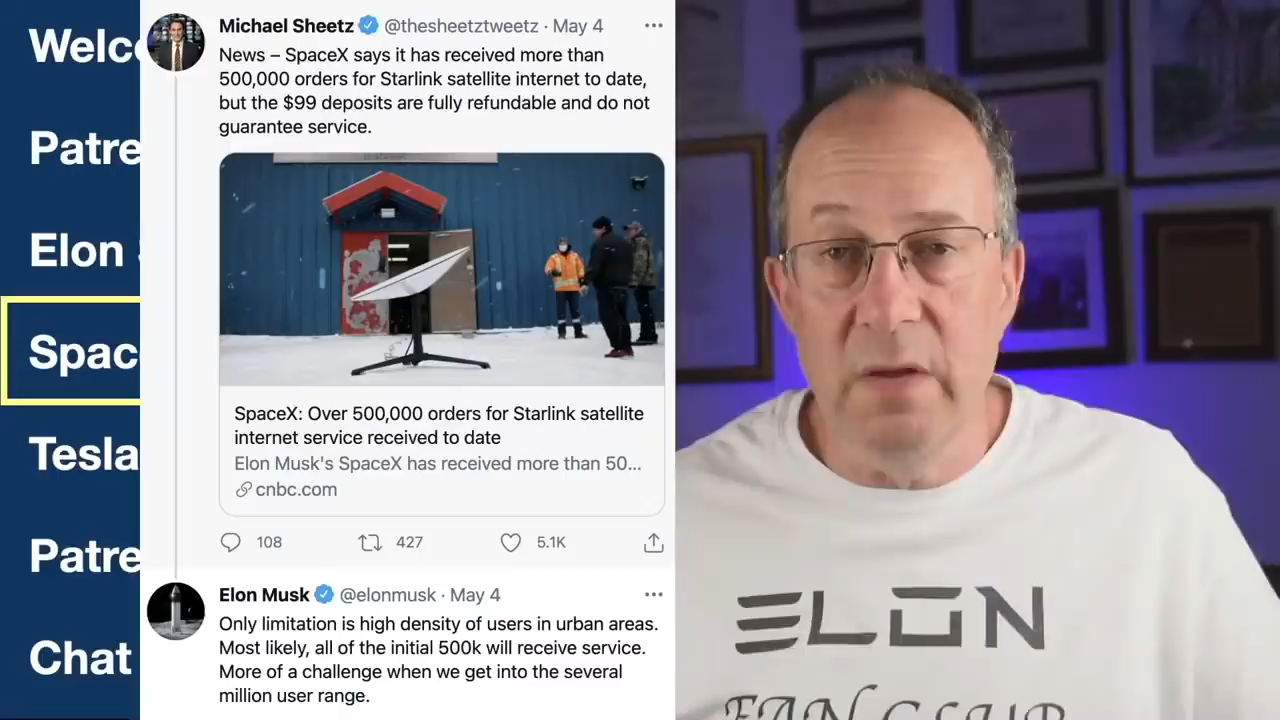 Welc
Patre
Elon
Spac
Tesla
Patre
Chat
Michael Sheetz @thesheetztweetz · May 4
News – SpaceX says it has received more than
500,000 orders for Starlink satellite internet to date,
but the $99 deposits are fully refundable and do not
guarantee service.
SpaceX: Over 500,000 orders for Starlink satellite
internet service received to date
Elon Musk's SpaceX has received more than 50...
cnbc.com
108 427 5.1K
Elon Musk @elonmusk · May 4
Only limitation is high density of users in urban areas.
Most likely, all of the initial 500k will receive service.
More of a challenge when we get into the several
million user range.
ELON
FAN CLUB